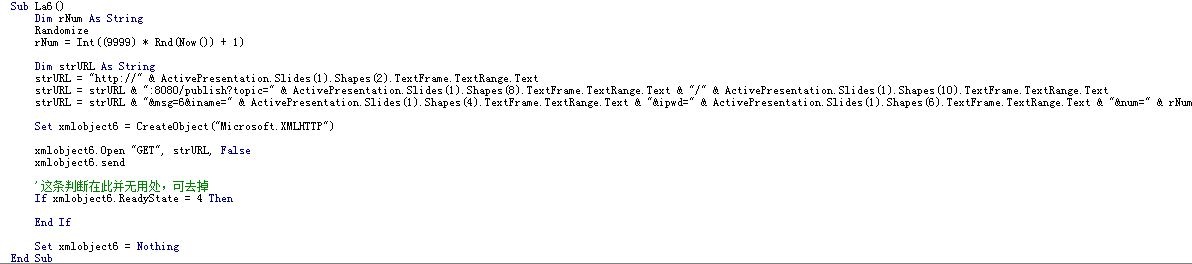 Sub La6()
Dim rNum As String
Randomize
rNum = Int((9999) * Rnd(Now()) + 1)
Dim strURL As String
strURL = "http://" & ActivePresentation.Slides(1).Shapes(2).TextFrame.TextRange.Text
strURL = strURL & ":8080/publish?topic=" & ActivePresentation.Slides(1).Shapes(8).TextFrame.TextRange.Text & "/" & ActivePresentation.Slides(1).Shapes(10).TextFrame.TextRange.Text
strURL = strURL & "&msg=6&iname=" & ActivePresentation.Slides(1).Shapes(4).TextFrame.TextRange.Text & "&ipwd=" & ActivePresentation.Slides(1).Shapes(6).TextFrame.TextRange.Text & "&num=" & rNum
Set xmlobject6 = CreateObject("Microsoft.XMLHTTP")
xmlobject6.Open "GET", strURL, False
xmlobject6.send
'这条判断在此并无用处，可去掉
If xmlobject6.ReadyState = 4 Then
End If
Set xmlobject6 = Nothing
End Sub